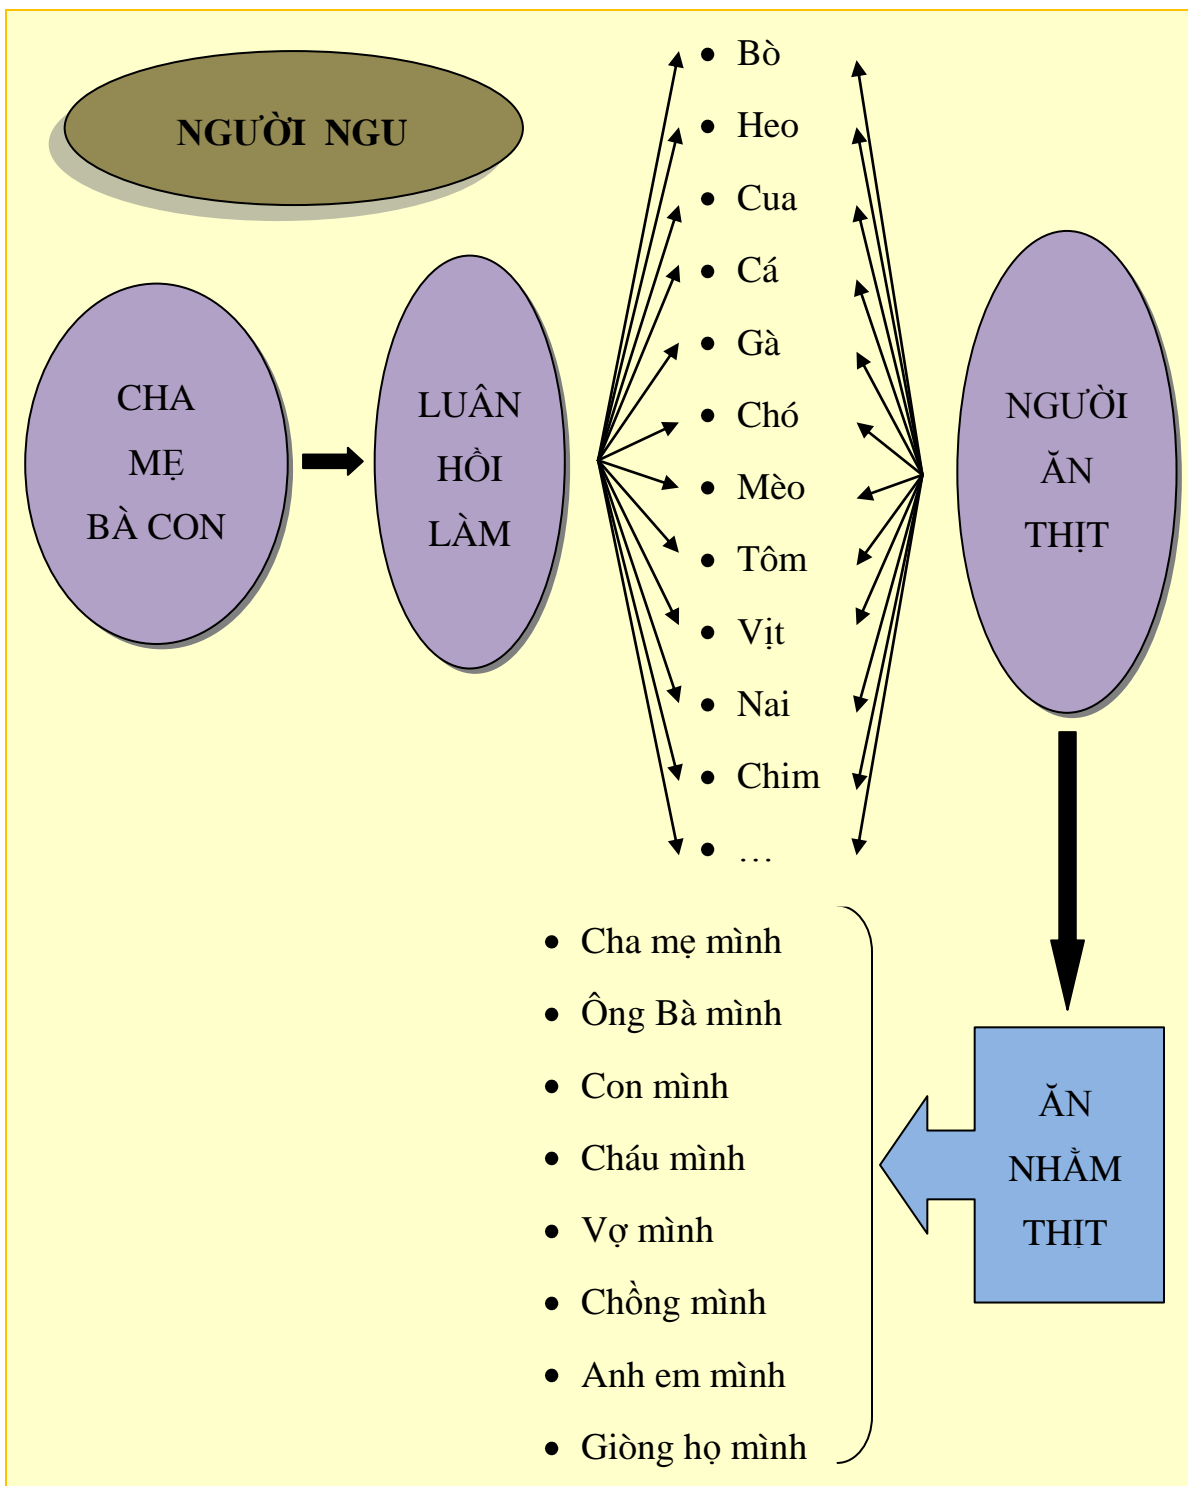 NGƯỜI NGU
CHA
MẸ
BÀ CON
LUÂN
HỒI
LÀM
• Bò
• Heo
• Cua
• Cá
• Gà
• Chó
• Mèo
• Tôm
• Vịt
• Nai
• Chim
• …
NGƯỜI
ĂN
THỊT
ĂN
NHẰM
THỊT
• Cha mẹ mình
• Ông Bà mình
• Con mình
• Cháu mình
• Vợ mình
• Chồng mình
• Anh em mình
• Giòng họ mình